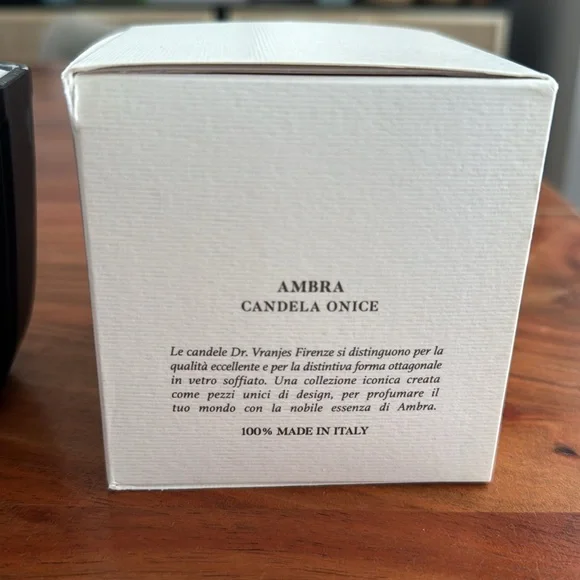 AMBRA
CANDELA ONICE
Le candele Dr. Vranjes Firenze si distinguono per la
qualità eccellente e per la distintiva forma ottagonale
in vetro soffiato. Una collezione iconica creata
come pezzi unici di design, per profumare il
tuo mondo con la nobile essenza di Ambra.
100% MADE IN ITALY